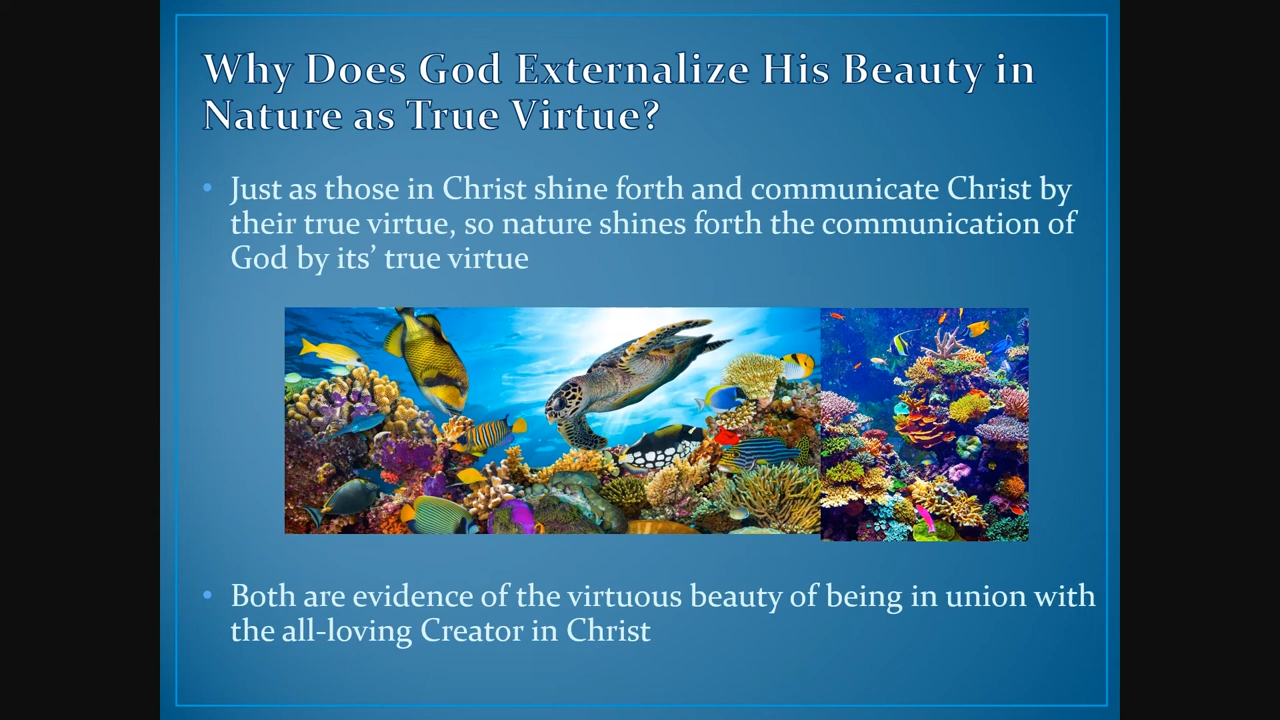 Why Does God Externalize His Beauty in
Nature as True Virtue?
• Just as those in Christ shine forth and communicate Christ by
their true virtue, so nature shines forth the communication of
God by its’ true virtue
• Both are evidence of the virtuous beauty of being in union with
the all-loving Creator in Christ